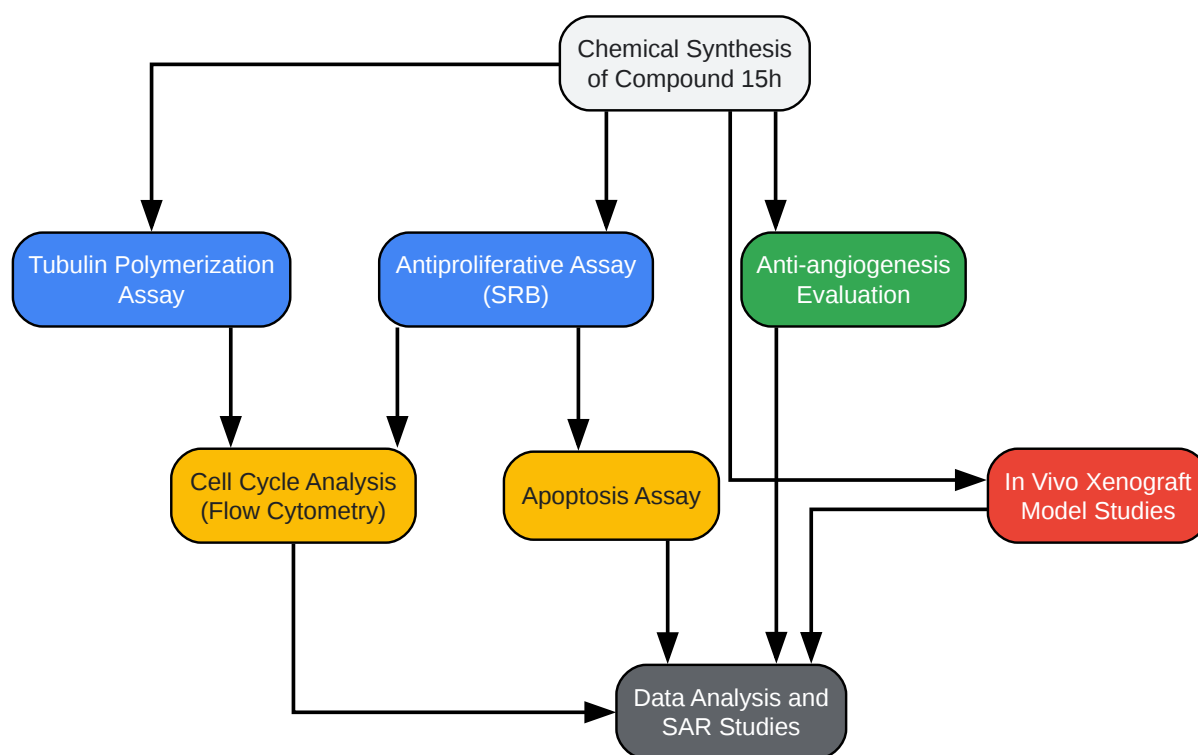 Chemical Synthesis
of Compound 15h
Tubulin Polymerization
Assay
Antiproliferative Assay
(SRB)
Anti-angiogenesis
Evaluation
Cell Cycle Analysis
(Flow Cytometry)
Apoptosis Assay
In Vivo Xenograft
Model Studies
Data Analysis and
SAR Studies